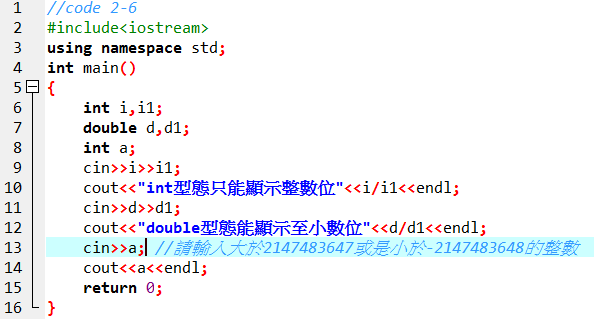 1 //code 2-6
2 #include<iostream>
3 using namespace std;
4 int main()
5 {
6 int i,i1;
7 double d,d1;
8 int a;
9 cin>>i>>i1;
10 cout<<"int型態只能顯示整數位"<<i/i1<<endl;
11 cin>>d>>d1;
12 cout<<"double型態能顯示至小數位"<<d/d1<<endl;
13 cin>>a; //請輸入大於2147483647或是小於-2147483648的整數
14 cout<<a<<endl;
15 return 0;
16 }